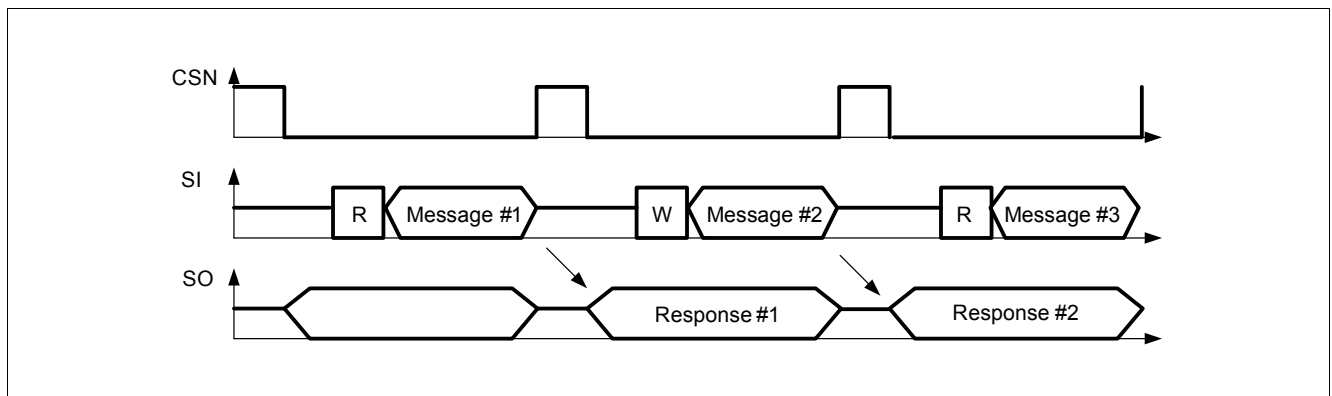 CSN
SI
R Message #1 W Message #2 R Message #3
SO
Response #1 Response #2